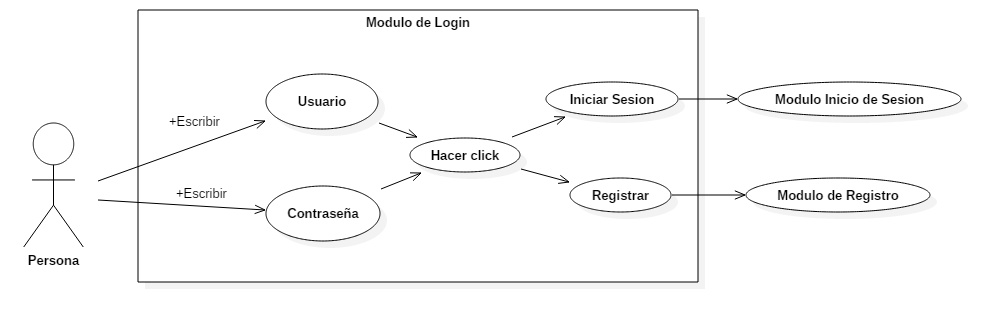 Modulo de Login
Usuario
Iniciar Sesion
Modulo Inicio de Sesion
+Escribir
Hacer click
+Escribir
Contraseña
Registrar
Modulo de Registro
Persona